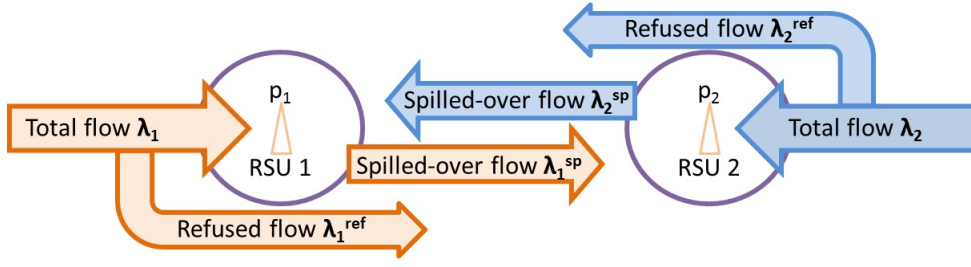 Refused flow λ₂ʳᵉᶠ
p₁
p₂
Spilled-over flow λ₂ˢᵖ
Total flow λ₁
Total flow λ₂
RSU 1
Spilled-over flow λ₁ˢᵖ
RSU 2
Refused flow λ₁ʳᵉᶠ